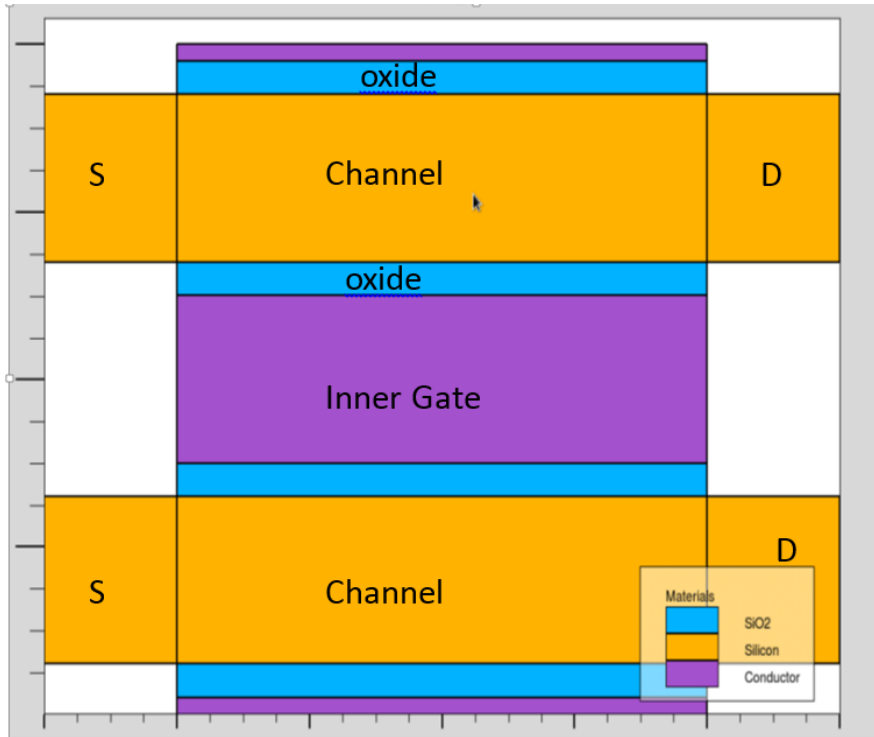 oxide
S Channel D
oxide
Inner Gate
D
S Channel
Materials
SiO2
Silicon
Conductor